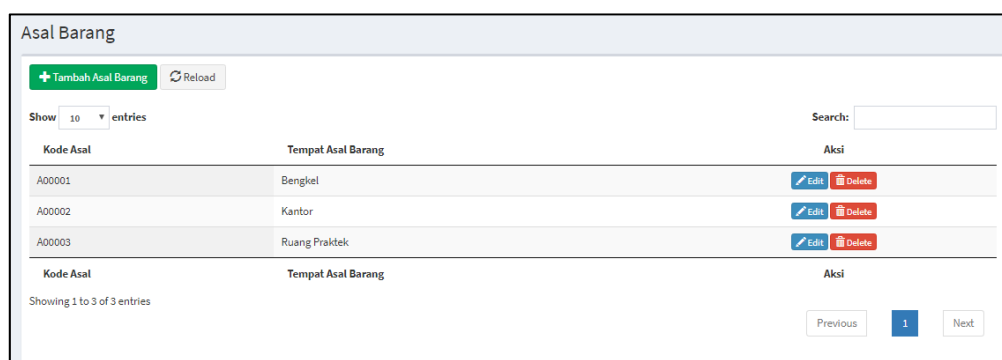 Asal Barang
Tambah Asal Barang Reload
Show 10 entries Search:
Kode Asal Tempat Asal Barang Aksi
A00001 Bengkel Edit Delete
A00002 Kantor Edit Delete
A00003 Ruang Praktek Edit Delete
Kode Asal Tempat Asal Barang Aksi
Showing 1 to 3 of 3 entries
Previous 1 Next